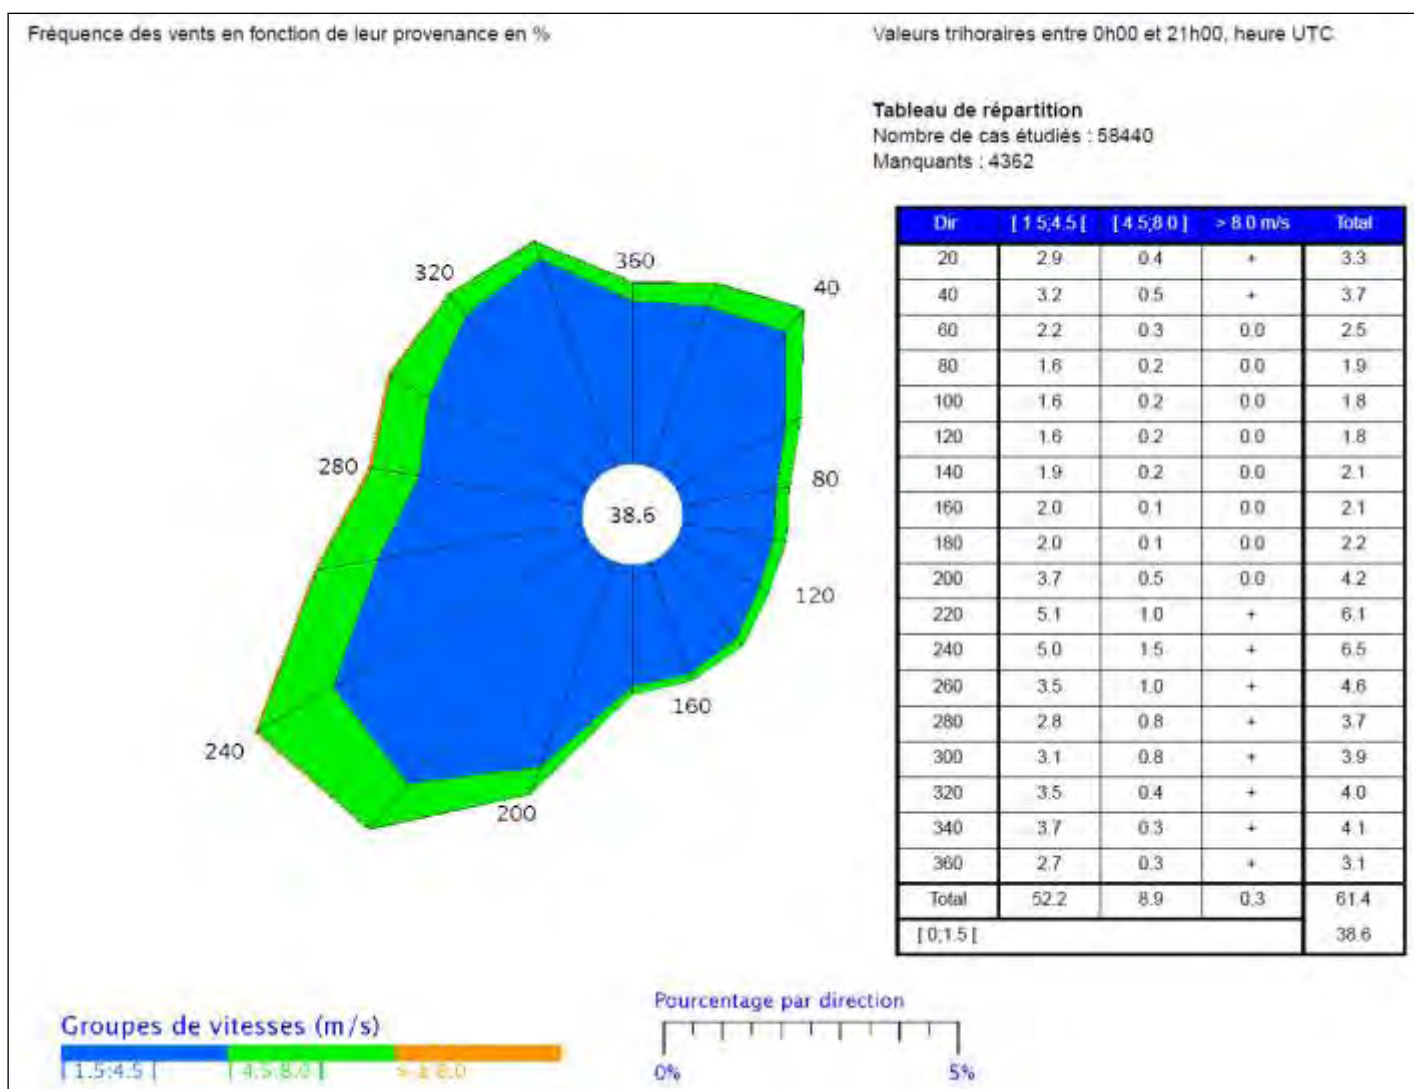 Fréquence des vents en fonction de leur provenance en %
Valeurs trihoraires entre 0h00 et 21h00, heure UTC
Tableau de répartition
Nombre de cas étudiés : 58440
Manquants : 4362
Dir [ 1.5;4.5 [ [ 4.5;8.0 ] > 8.0 m/s Total
20 2.9 0.4 + 3.3
40 3.2 0.5 + 3.7
60 2.2 0.3 0.0 2.5
80 1.6 0.2 0.0 1.9
100 1.6 0.2 0.0 1.8
120 1.6 0.2 0.0 1.8
140 1.9 0.2 0.0 2.1
160 2.0 0.1 0.0 2.1
180 2.0 0.1 0.0 2.2
200 3.7 0.5 0.0 4.2
220 5.1 1.0 + 6.1
240 5.0 1.5 + 6.5
260 3.5 1.0 + 4.6
280 2.8 0.8 + 3.7
300 3.1 0.8 + 3.9
320 3.5 0.4 + 4.0
340 3.7 0.3 + 4.1
360 2.7 0.3 + 3.1
Total 52.2 8.9 0.3 61.4
[ 0;1.5 [ 38.6
360
320
40
280
80
38.6
120
160
240
200
Groupes de vitesses (m/s)
[ 1.5;4.5 [ [ 4.5;8.0 ]
Pourcentage par direction
0% 5%